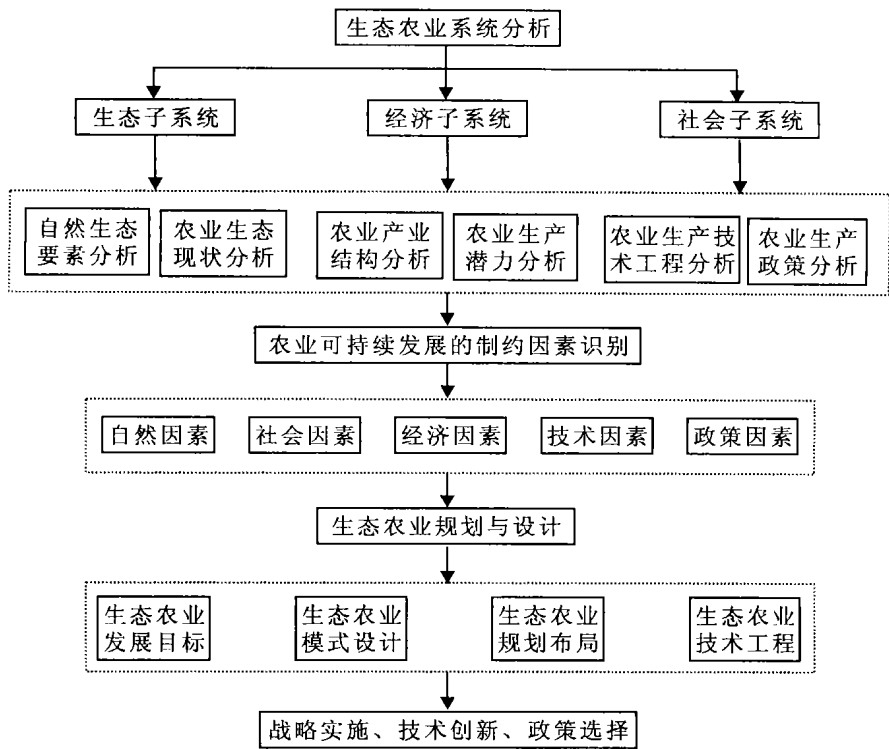 生态农业系统分析
生态子系统
经济子系统
社会子系统
自然生态
要素分析
农业生态
现状分析
农业产业
结构分析
农业生产
潜力分析
农业生产技
术工程分析
农业生产
政策分析
农业可持续发展的制约因素识别
自然因素
社会因素
经济因素
技术因素
政策因素
生态农业规划与设计
生态农业
发展目标
生态农业
模式设计
生态农业
规划布局
生态农业
技术工程
战略实施、技术创新、政策选择